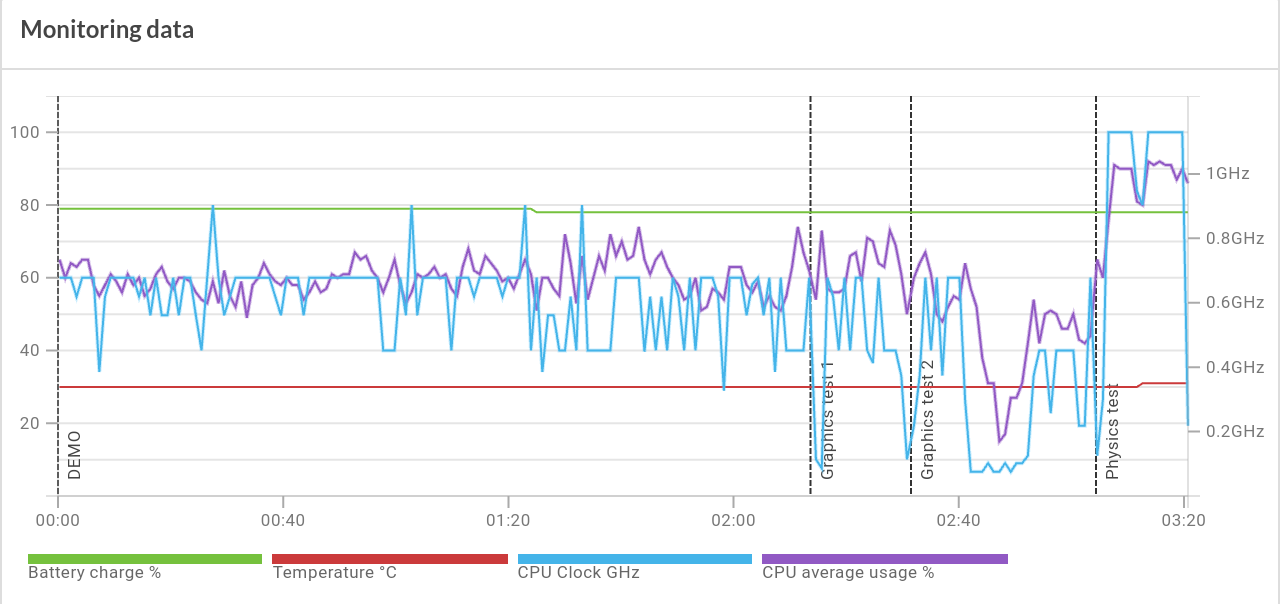 Monitoring data
100
80
60
40
20
1GHz
0.8GHz
0.6GHz
0.4GHz
0.2GHz
DEMO
Graphics test 1
Graphics test 2
Physics test
00:00 00:40 01:20 02:00 02:40 03:20
Battery charge % Temperature °C CPU Clock GHz CPU average usage %